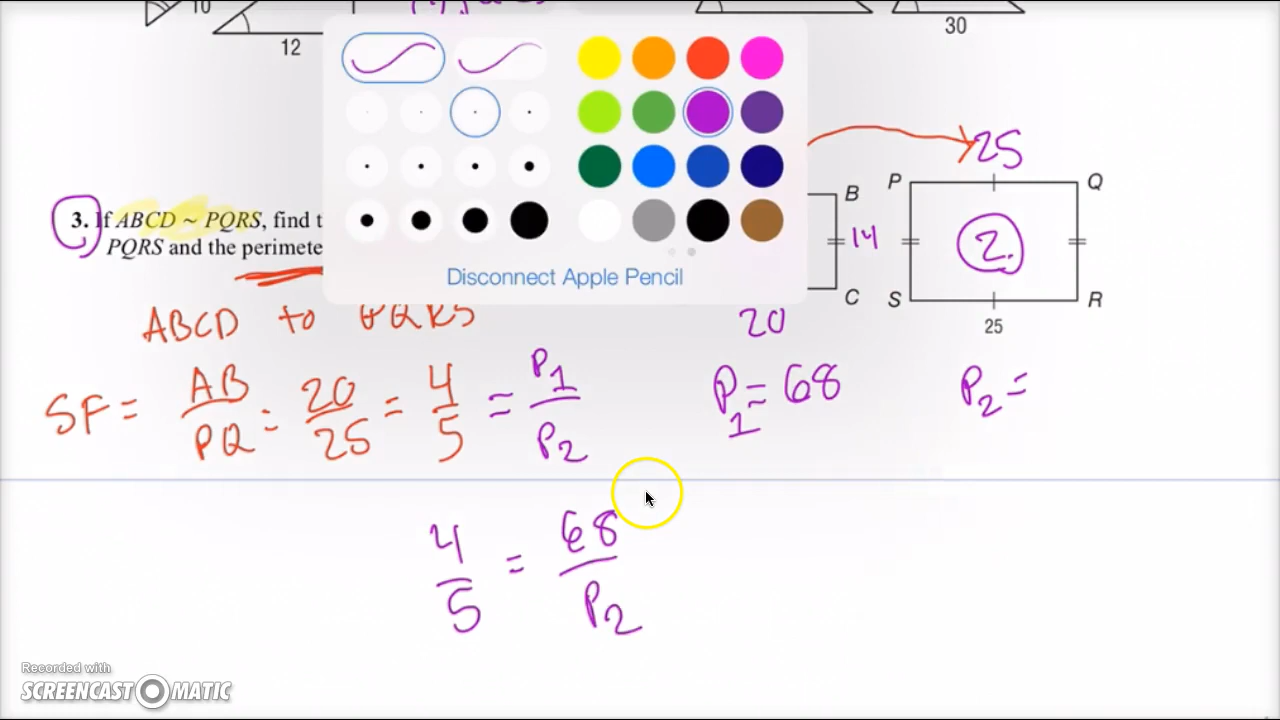 10
12
30
25
3. If ABCD ~ PQRS, find t
PQRS and the perimete
B
14
C
20
P Q
2.
S R
25
Disconnect Apple Pencil
ABCD to PQRS
SF = AB/PQ = 20/25 = 4/5 = P1/P2
P1 = 68
P2 =
4/5 = 68/P2
Recorded with
SCREENCAST MATIC